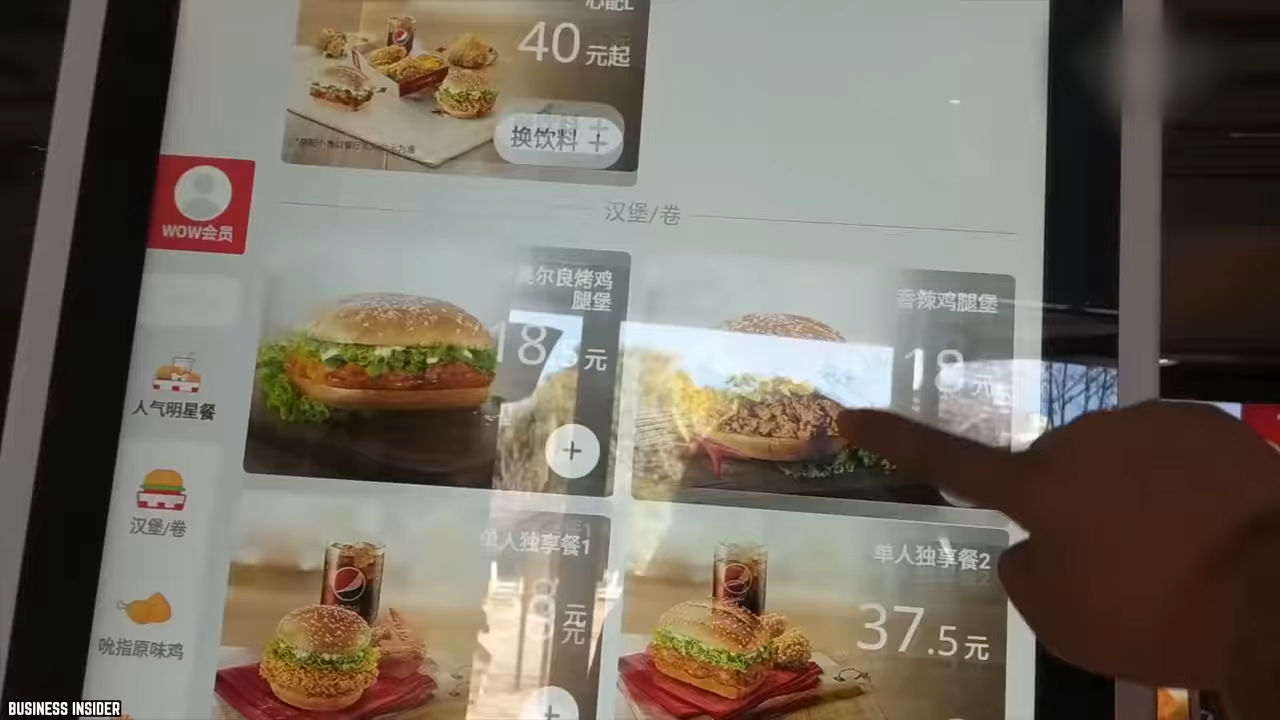 40 元起
换饮料 +
WOW会员
汉堡/卷
尔良烤鸡
腿堡
18 元
香辣鸡腿堡
18 元
人气明星餐
汉堡/卷
吮指原味鸡
单人独享餐1
8 元
单人独享餐2
37.5 元
BUSINESS INSIDER